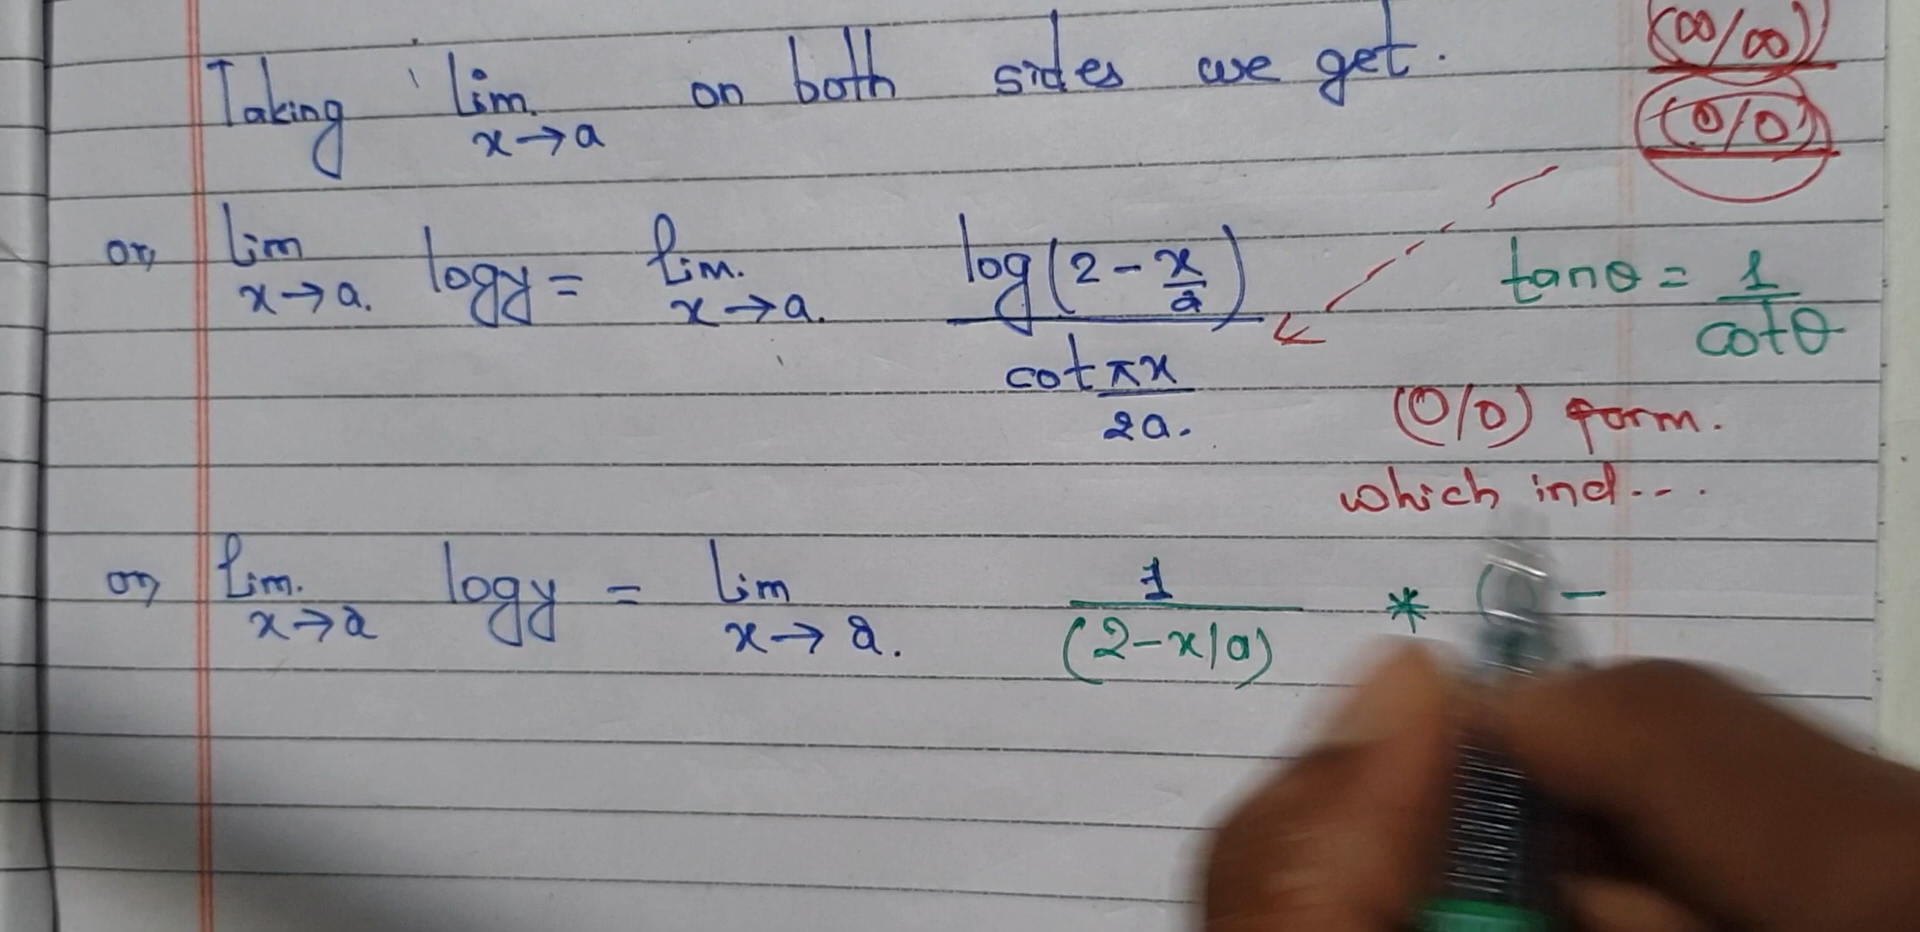 (∞/∞)
Taking lim x→a on both sides we get.
(0/0)
or, lim x→a. log y = lim. x→a. log(2 - x/a) / cot πx/2a.
tanθ = 1/cotθ
(0/0) form.
which ind...
or, lim. x→a log y = lim x→a. 1/(2-x/a) * (0 -